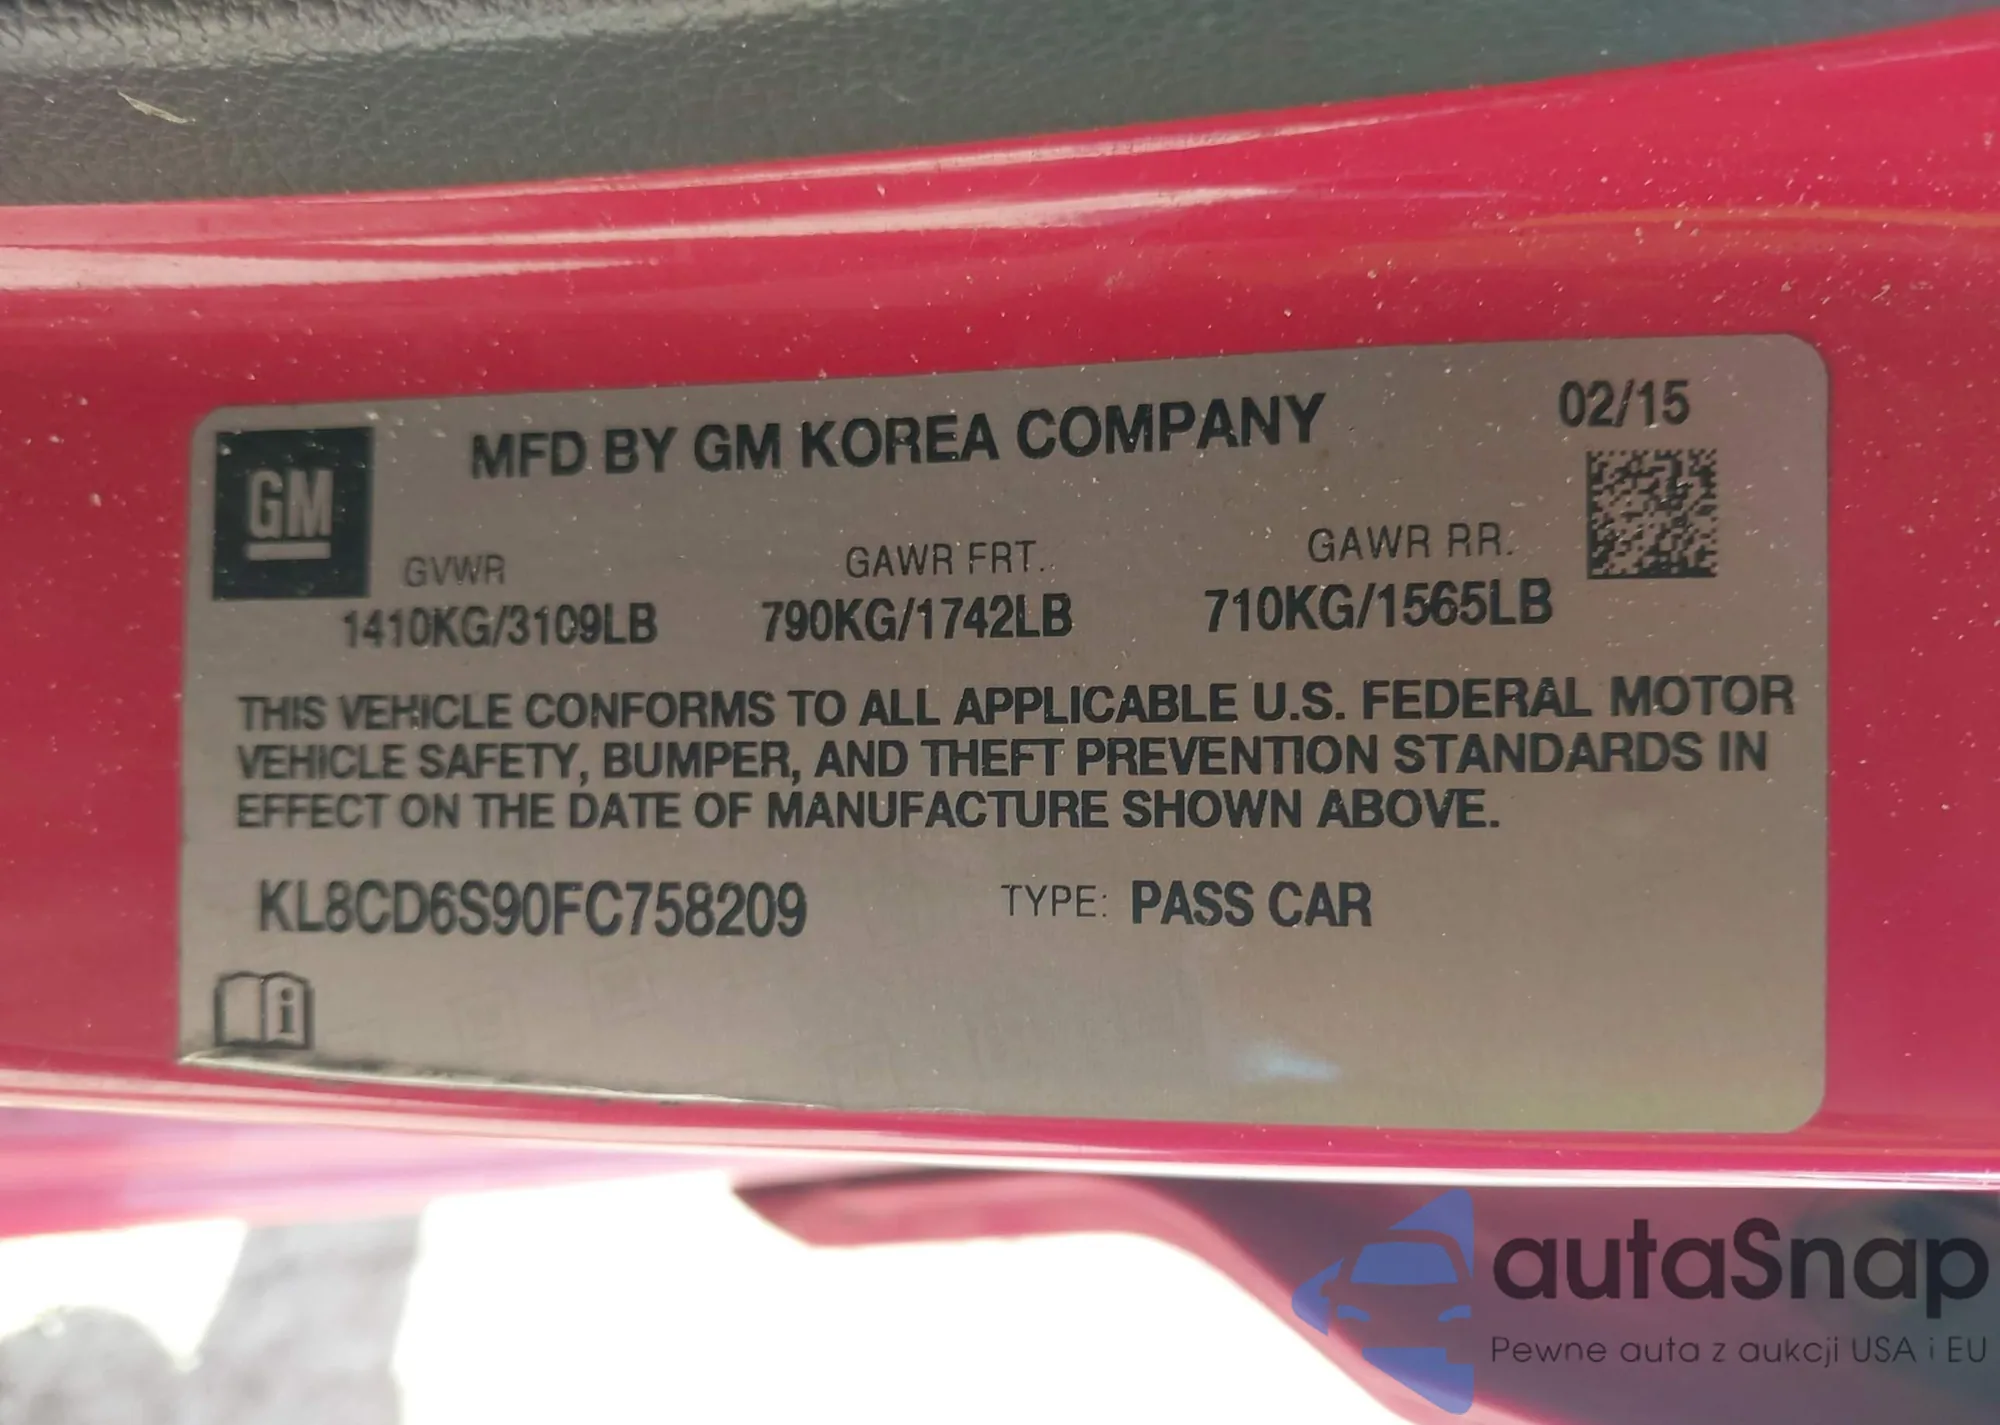 MFD BY GM KOREA COMPANY
02/15
GM
GVWR
GAWR FRT.
GAWR RR.
1410KG/3109LB
790KG/1742LB
710KG/1565LB
THIS VEHICLE CONFORMS TO ALL APPLICABLE U.S. FEDERAL MOTOR
VEHICLE SAFETY, BUMPER, AND THEFT PREVENTION STANDARDS IN
EFFECT ON THE DATE OF MANUFACTURE SHOWN ABOVE.
KL8CD6S90FC758209
TYPE: PASS CAR
i
autaSnap
Pewne auta z aukcji USA i EU